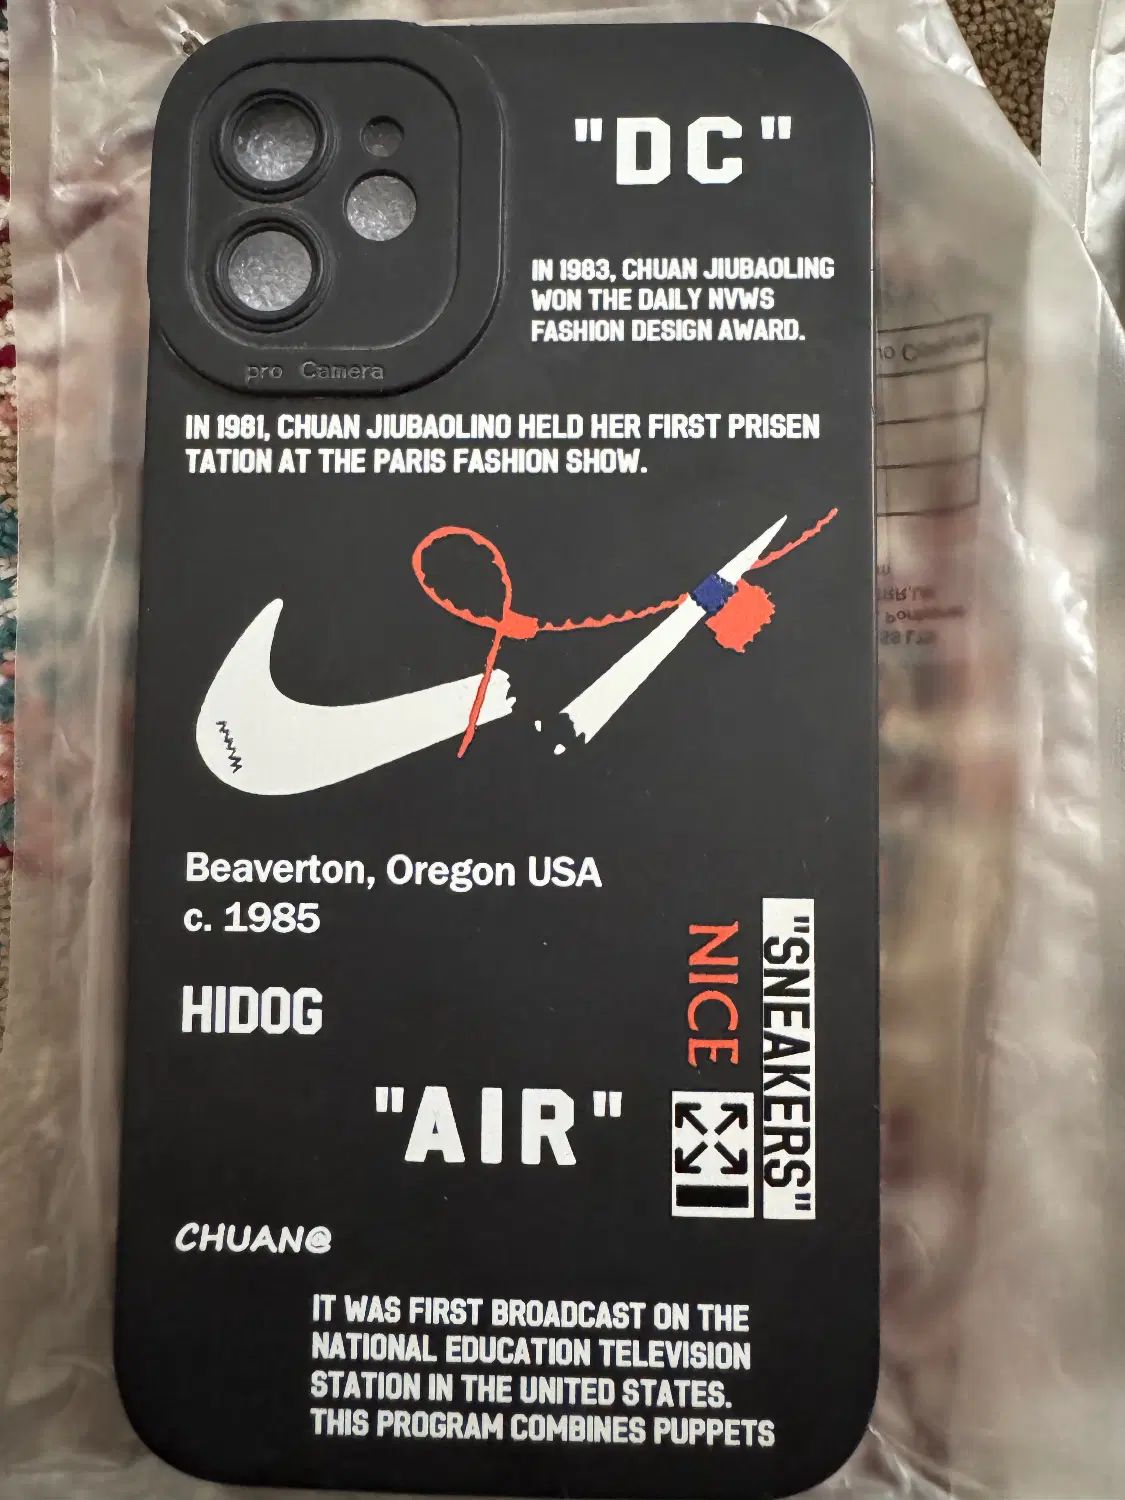 "DC"
IN 1983, CHUAN JIUBAOLING
WON THE DAILY NVWS
FASHION DESIGN AWARD.
pro Camera
IN 1981, CHUAN JIUBAOLINO HELD HER FIRST PRISEN
TATION AT THE PARIS FASHION SHOW.
Beaverton, Oregon USA
c. 1985
HIDOG
NICE
"SNEAKERS"
"AIR"
CHUAN@
IT WAS FIRST BROADCAST ON THE
NATIONAL EDUCATION TELEVISION
STATION IN THE UNITED STATES.
THIS PROGRAM COMBINES PUPPETS